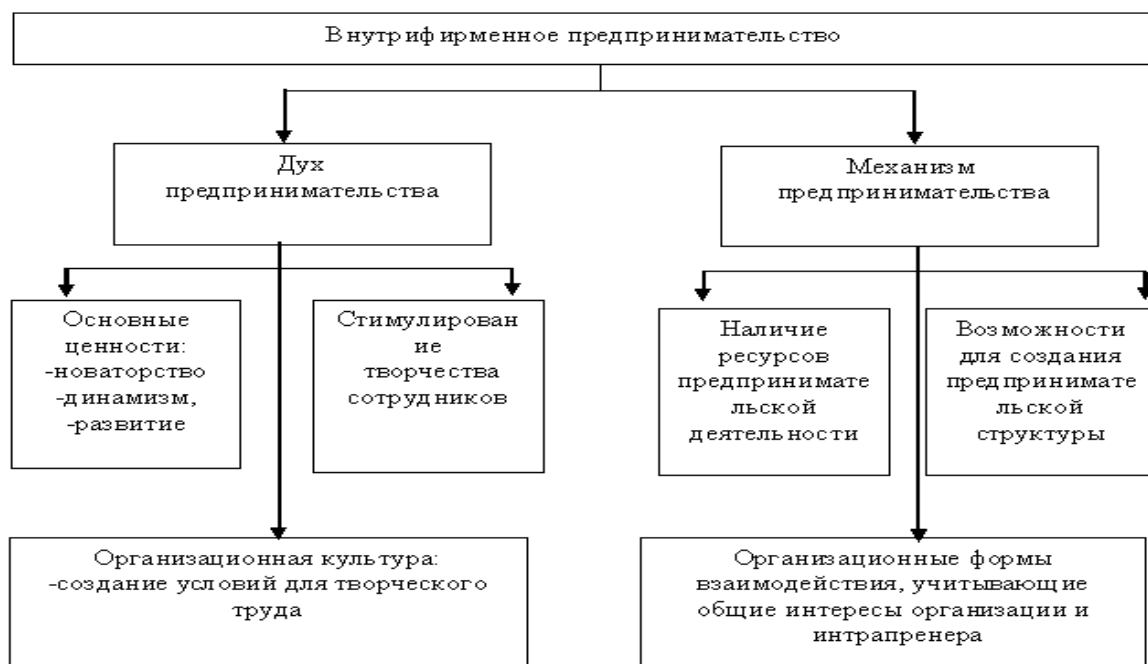 Внутрифирменное предпринимательство
Дух
предпринимательства
Механизм
предпринимательства
Основные
ценности:
-новаторство
-динамизм,
-развитие
Стимулирован
ие
творчества
сотрудников
Наличие
ресурсов
предпринимате
льской
деятельности
Возможности
для создания
предпринимате
льской
структуры
Организационная культура:
-создание условий для творческого
труда
Организационные формы
взаимодействия, учитывающие
общие интересы организации и
интрапренера